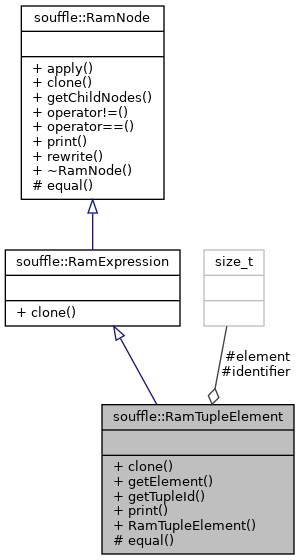 souffle::RamNode
+ apply()
+ clone()
+ getChildNodes()
+ operator!=()
+ operator==()
+ print()
+ rewrite()
+ ~RamNode()
# equal()
souffle::RamExpression
+ clone()
size_t
#element
#identifier
souffle::RamTupleElement
+ clone()
+ getElement()
+ getTupleId()
+ print()
+ RamTupleElement()
# equal()